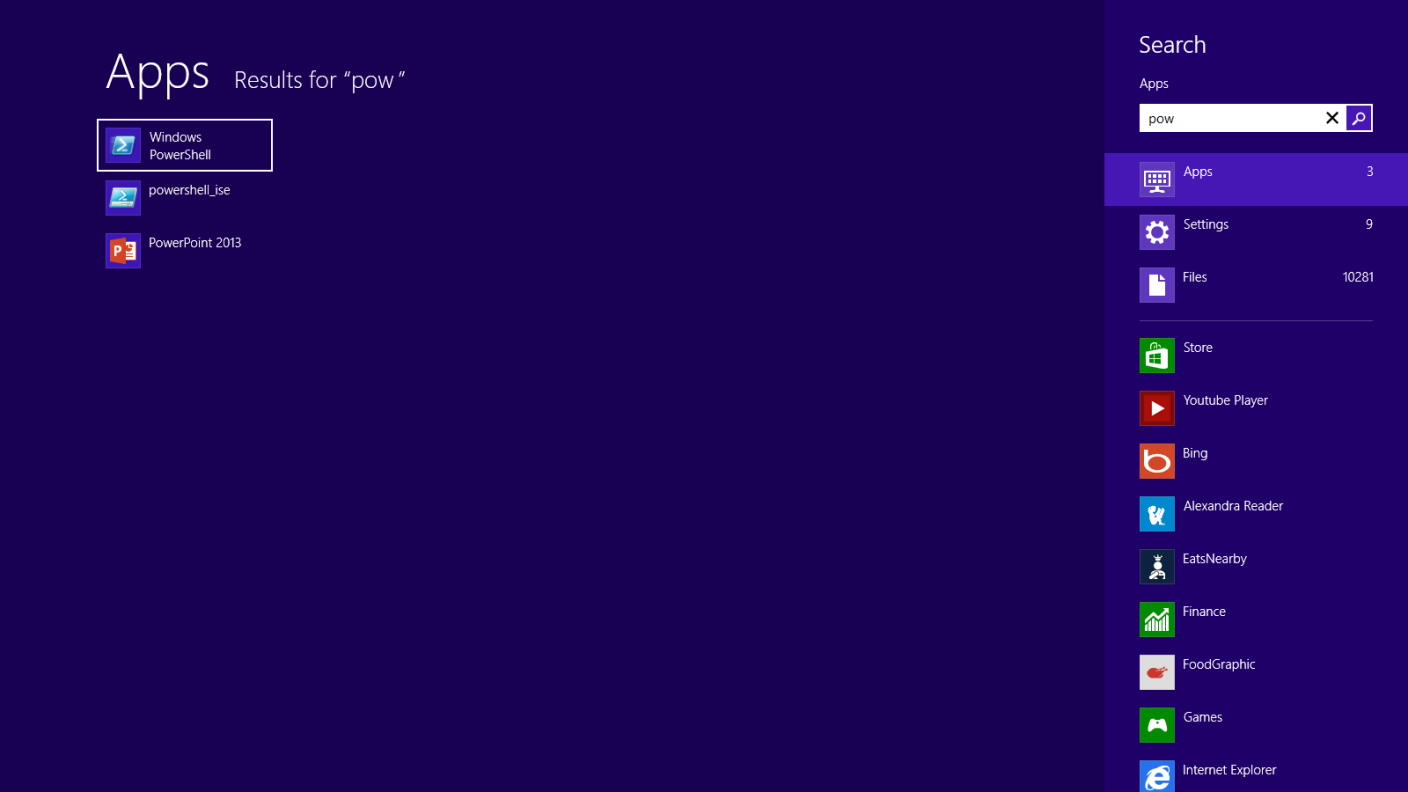 Apps Results for “pow ”
Windows
PowerShell
powershell_ise
PowerPoint 2013
Search
Apps
pow
Apps 3
Settings 9
Files 10281
Store
Youtube Player
Bing
Alexandra Reader
EatsNearby
Finance
FoodGraphic
Games
Internet Explorer